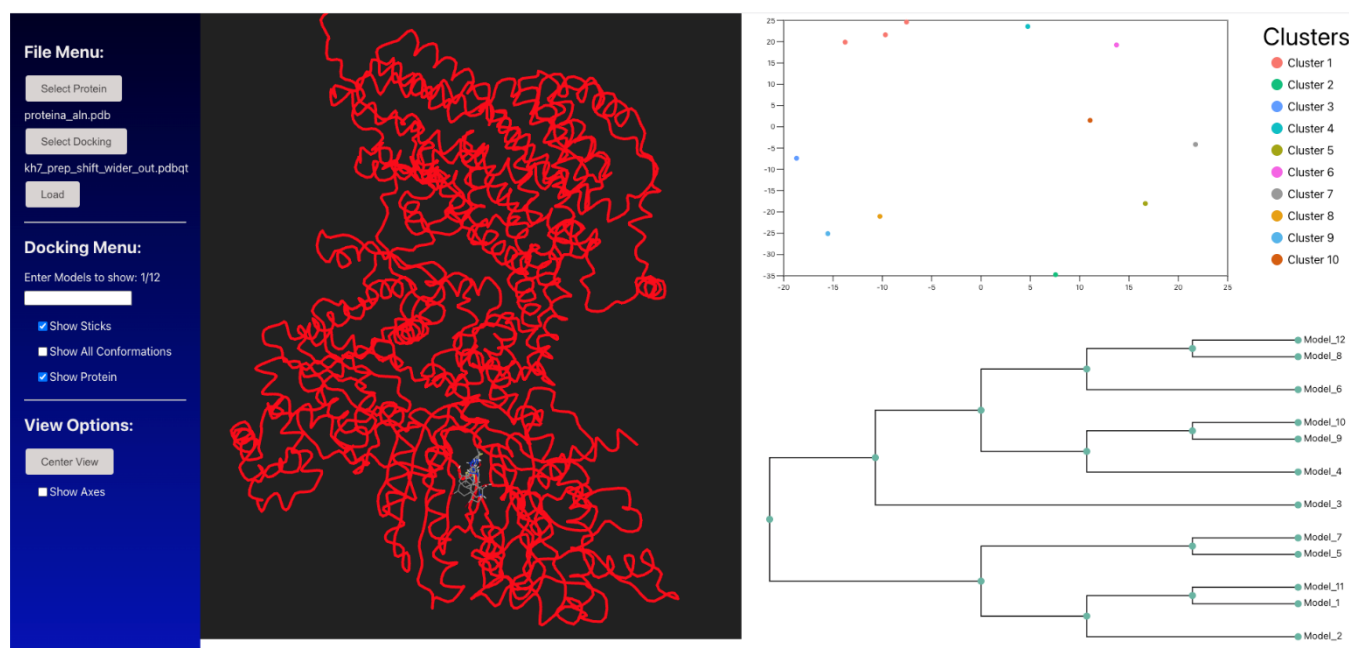 File Menu:
Select Protein
proteina_aln.pdb
Select Docking
kh7_prep_shift_wider_out.pdbqt
Load
Docking Menu:
Enter Models to show: 1/12
Show Sticks
Show All Conformations
Show Protein
View Options:
Center View
Show Axes
25
20
15
10
5
0
-5
-10
-15
-20
-25
-30
-35
-20
-15
-10
-5
0
5
10
15
20
25
Clusters
Cluster 1
Cluster 2
Cluster 3
Cluster 4
Cluster 5
Cluster 6
Cluster 7
Cluster 8
Cluster 9
Cluster 10
Model_12
Model_8
Model_6
Model_10
Model_9
Model_4
Model_3
Model_7
Model_5
Model_11
Model_1
Model_2